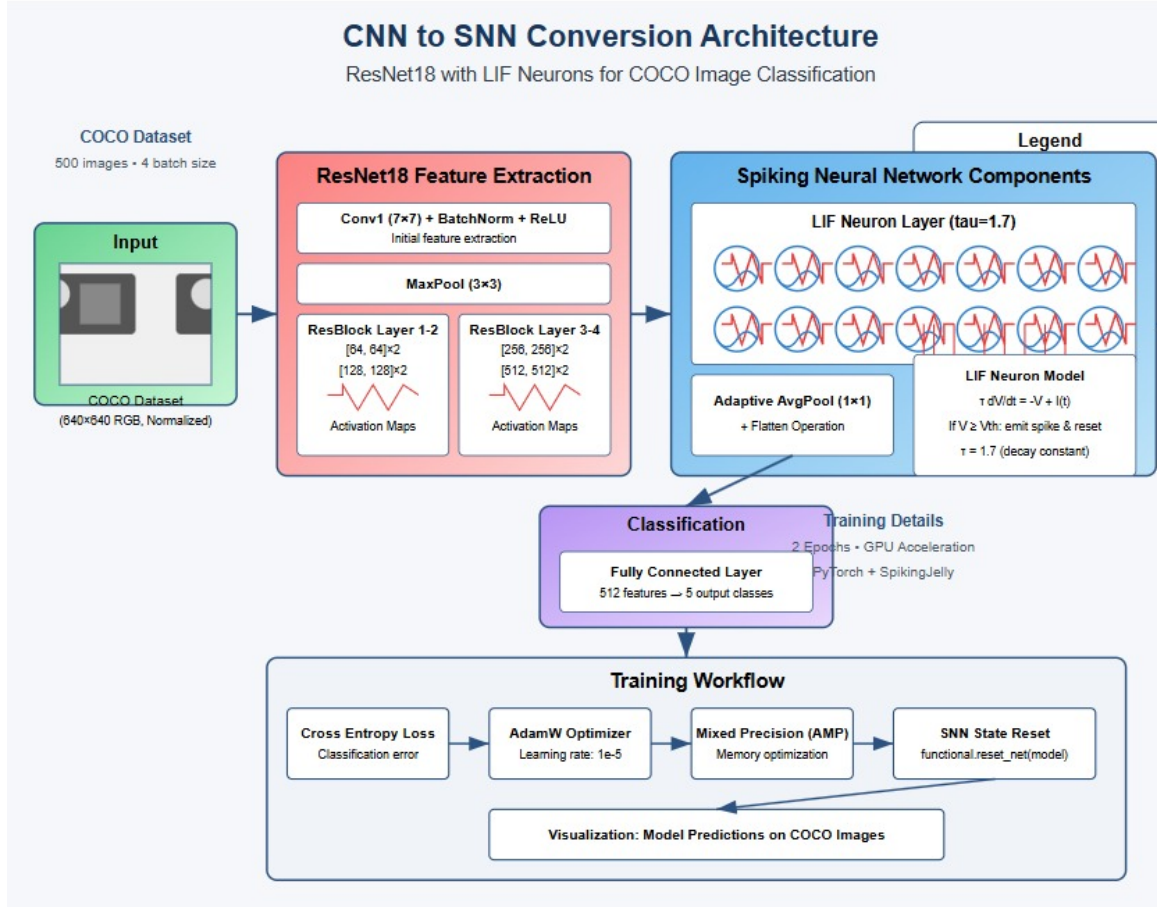 CNN to SNN Conversion Architecture
ResNet18 with LIF Neurons for COCO Image Classification
COCO Dataset
500 images • 4 batch size
Input
COCO Dataset
(640×640 RGB, Normalized)
ResNet18 Feature Extraction
Conv1 (7×7) + BatchNorm + ReLU
Initial feature extraction
MaxPool (3×3)
ResBlock Layer 1-2
[64, 64]×2
[128, 128]×2
Activation Maps
ResBlock Layer 3-4
[256, 256]×2
[512, 512]×2
Activation Maps
Legend
Spiking Neural Network Components
LIF Neuron Layer (tau=1.7)
Adaptive AvgPool (1×1)
+ Flatten Operation
LIF Neuron Model
τ dV/dt = -V + I(t)
If V ≥ Vth: emit spike & reset
τ = 1.7 (decay constant)
Classification
Fully Connected Layer
512 features → 5 output classes
Training Details
2 Epochs • GPU Acceleration
PyTorch + SpikingJelly
Training Workflow
Cross Entropy Loss
Classification error
AdamW Optimizer
Learning rate: 1e-5
Mixed Precision (AMP)
Memory optimization
SNN State Reset
functional.reset_net(model)
Visualization: Model Predictions on COCO Images